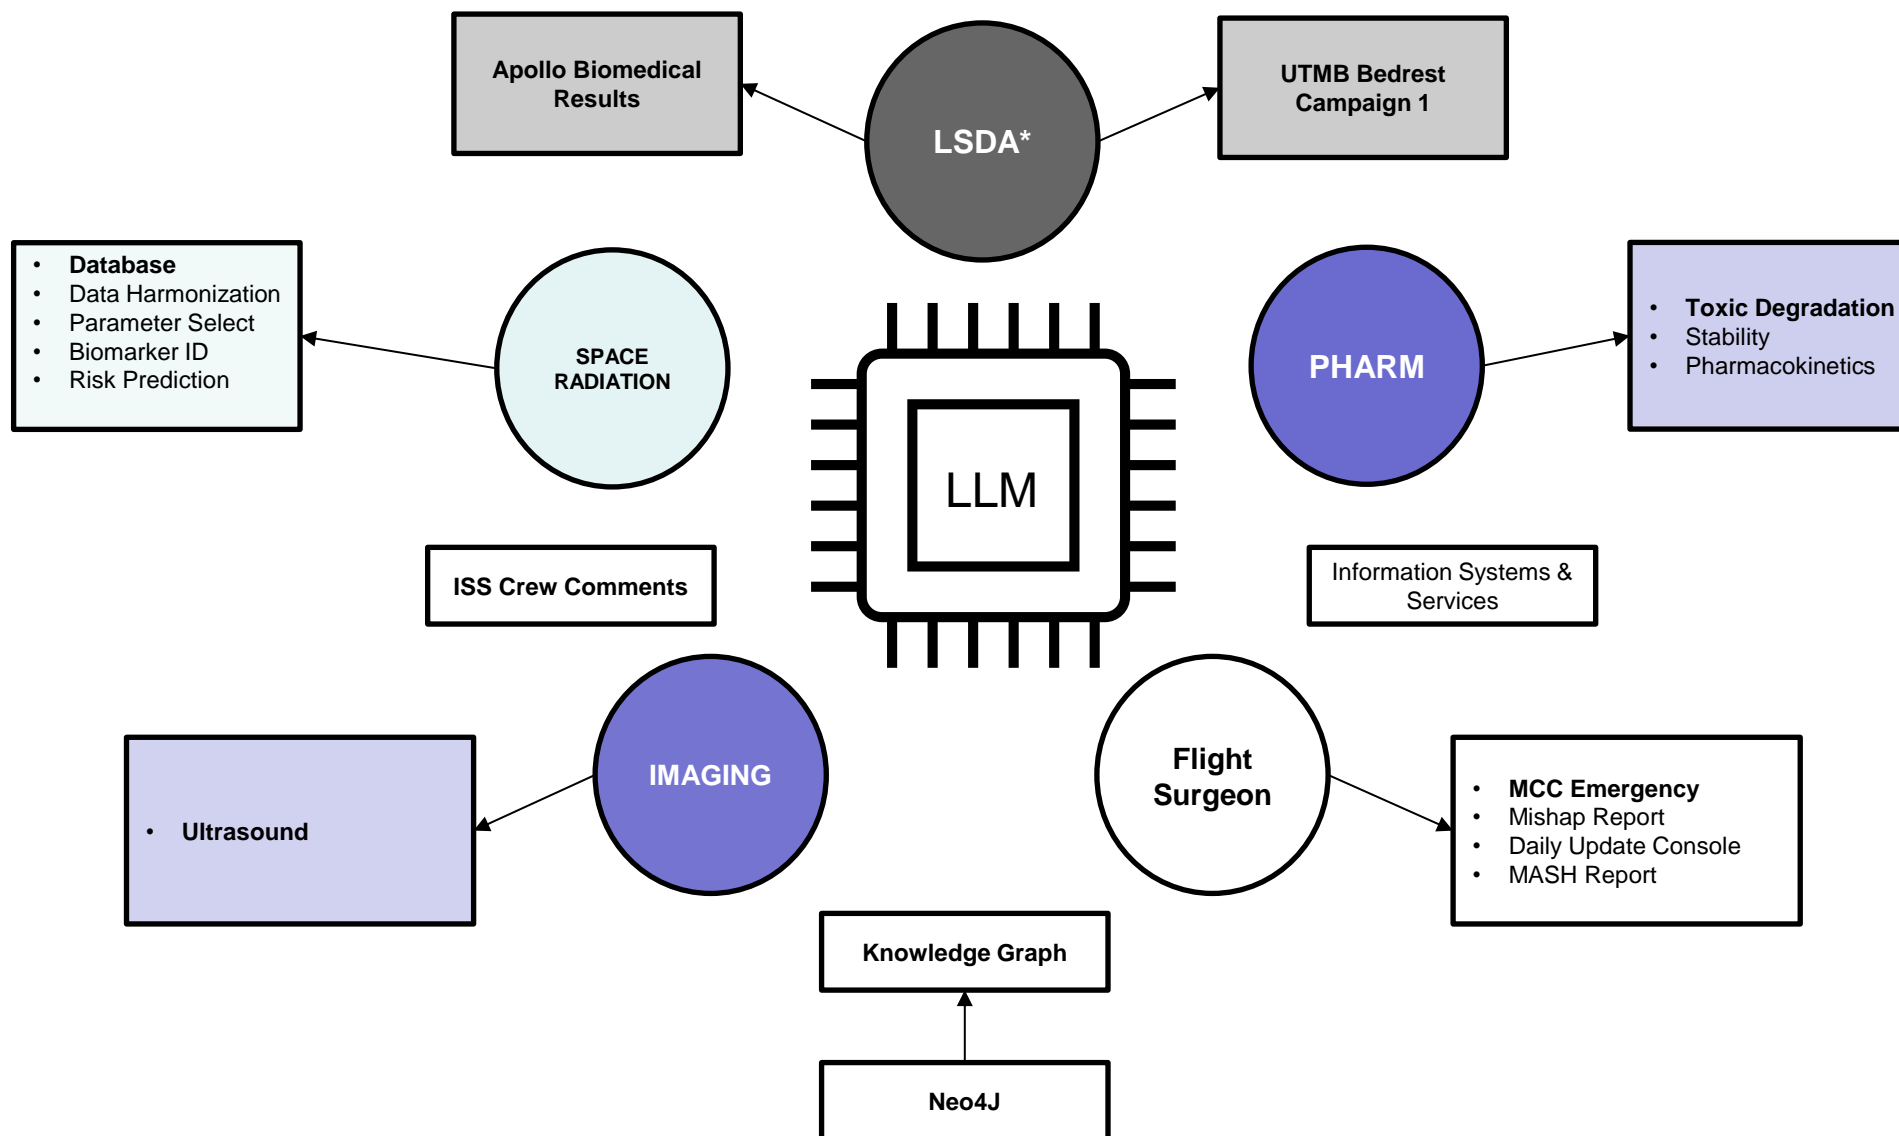 Apollo Biomedical
Results
LSDA*
UTMB Bedrest
Campaign 1
• Database
• Data Harmonization
• Parameter Select
• Biomarker ID
• Risk Prediction
SPACE
RADIATION
PHARM
• Toxic Degradation
• Stability
• Pharmacokinetics
LLM
ISS Crew Comments
Information Systems &
Services
• Ultrasound
IMAGING
Flight
Surgeon
• MCC Emergency
• Mishap Report
• Daily Update Console
• MASH Report
Knowledge Graph
Neo4J